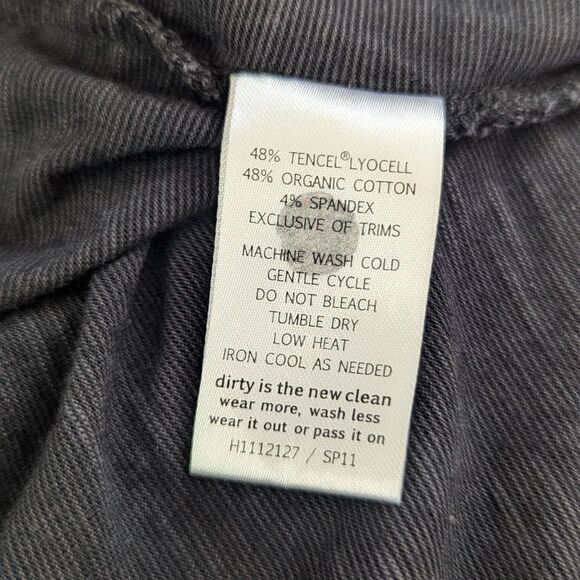 48% TENCEL® LYOCELL
48% ORGANIC COTTON
4% SPANDEX
EXCLUSIVE OF TRIMS
MACHINE WASH COLD
GENTLE CYCLE
DO NOT BLEACH
TUMBLE DRY
LOW HEAT
IRON COOL AS NEEDED
dirty is the new clean
wear more, wash less
wear it out or pass it on
H1112127 / SP11